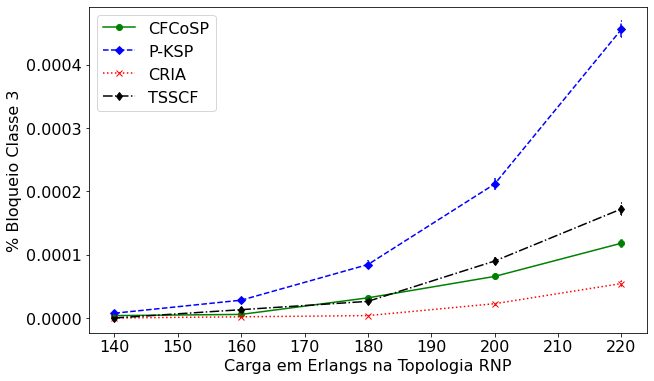 CFCoSP
P-KSP
CRIA
TSSCF
% Bloqueio Classe 3
0.0004
0.0003
0.0002
0.0001
0.0000
140 150 160 170 180 190 200 210 220
Carga em Erlangs na Topologia RNP